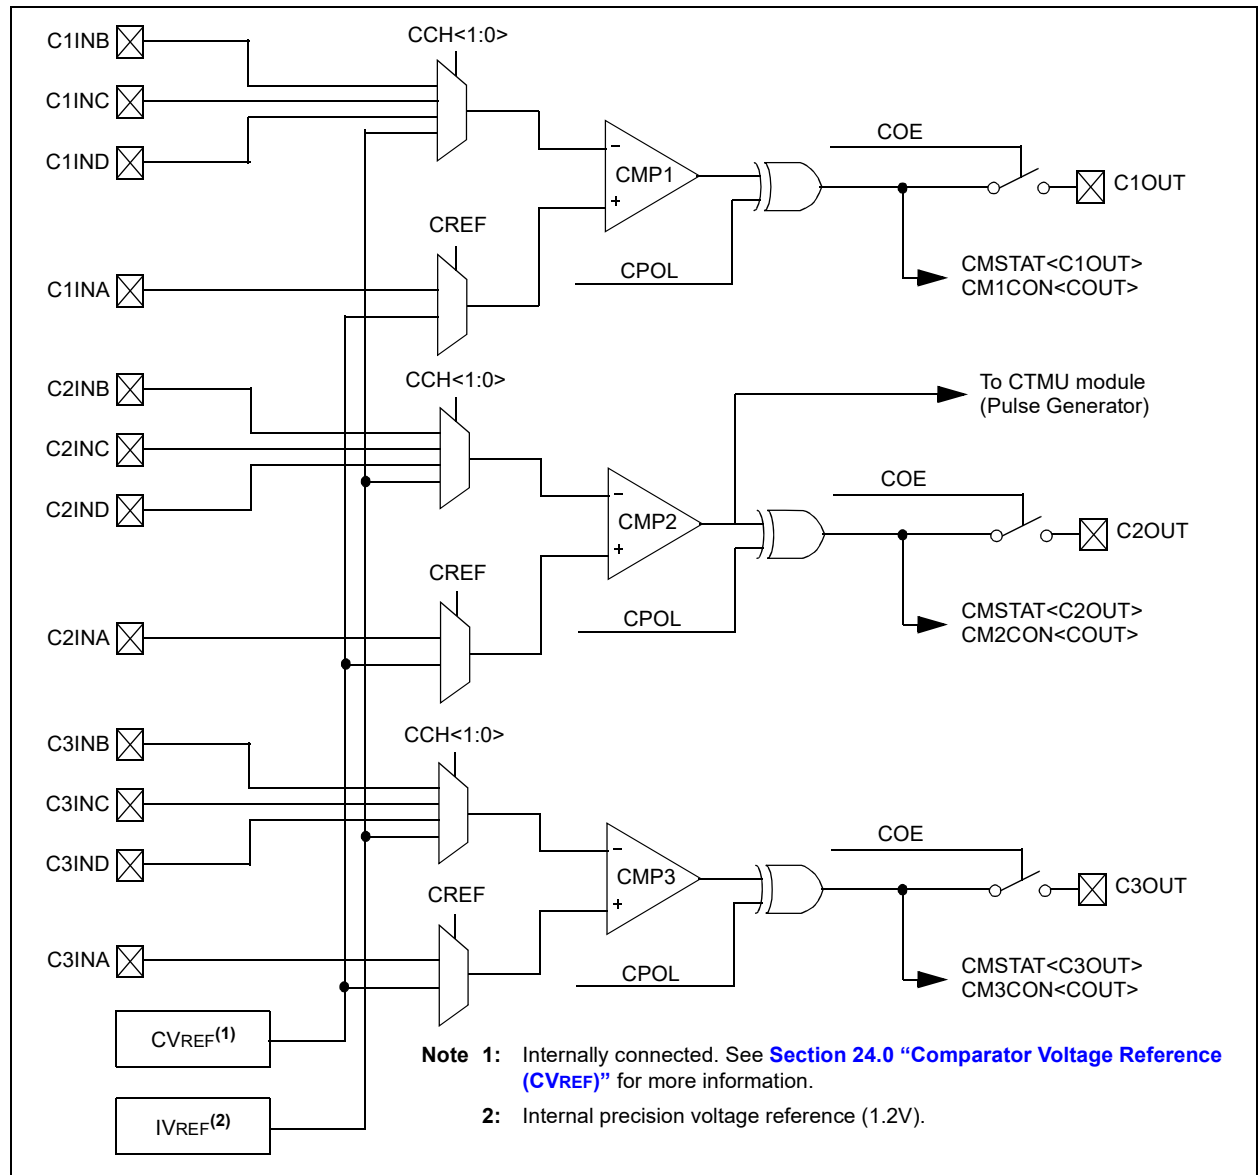 C1INB
CCH<1:0>
C1INC
C1IND
COE
CMP1
−
+
C1OUT
CREF
CPOL
C1INA
CMSTAT<C1OUT>
CM1CON<COUT>
C2INB
CCH<1:0>
To CTMU module
(Pulse Generator)
C2INC
C2IND
COE
CMP2
−
+
C2OUT
CREF
CPOL
C2INA
CMSTAT<C2OUT>
CM2CON<COUT>
C3INB
CCH<1:0>
C3INC
C3IND
COE
CMP3
−
+
C3OUT
CREF
CPOL
C3INA
CMSTAT<C3OUT>
CM3CON<COUT>
CVREF(1)
IVREF(2)
Note 1: Internally connected. See Section 24.0 “Comparator Voltage Reference
(CVREF)” for more information.
2: Internal precision voltage reference (1.2V).